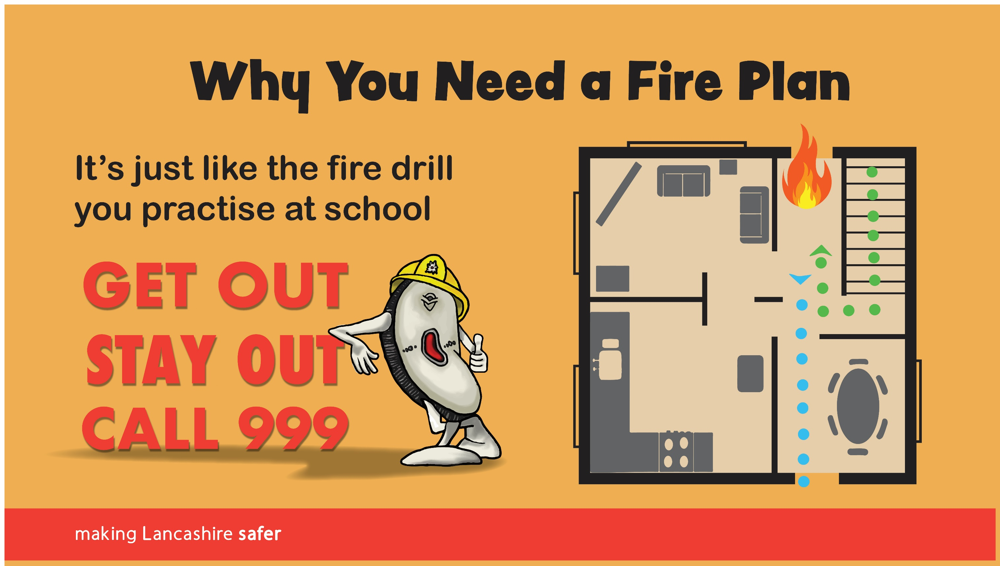 Why You Need a Fire Plan
It’s just like the fire drill
you practise at school
GET OUT
STAY OUT
CALL 999
making Lancashire safer